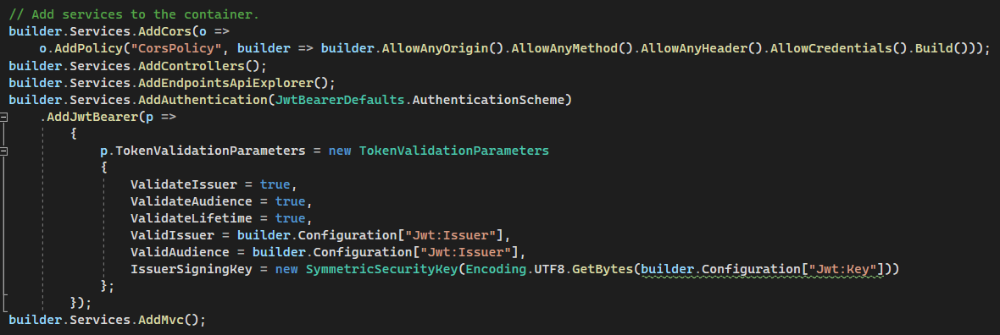 // Add services to the container.
builder.Services.AddCors(o =>
    o.AddPolicy("CorsPolicy", builder => builder.AllowAnyOrigin().AllowAnyMethod().AllowAnyHeader().AllowCredentials().Build()));
builder.Services.AddControllers();
builder.Services.AddEndpointsApiExplorer();
builder.Services.AddAuthentication(JwtBearerDefaults.AuthenticationScheme)
    .AddJwtBearer(p =>
        {
            p.TokenValidationParameters = new TokenValidationParameters
            {
                ValidateIssuer = true,
                ValidateAudience = true,
                ValidateLifetime = true,
                ValidIssuer = builder.Configuration["Jwt:Issuer"],
                ValidAudience = builder.Configuration["Jwt:Issuer"],
                IssuerSigningKey = new SymmetricSecurityKey(Encoding.UTF8.GetBytes(builder.Configuration["Jwt:Key"]))
            };
        });
builder.Services.AddMvc();